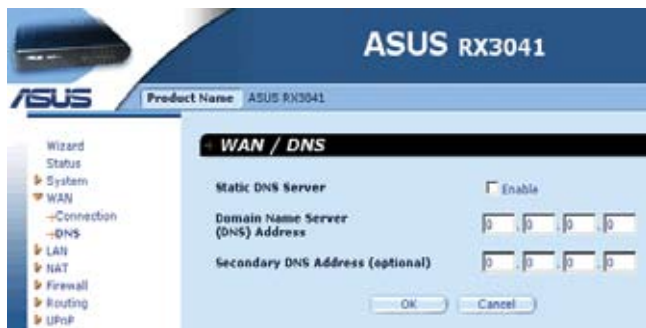 ASUS RX3041
ASUS
Product Name ASUS RX3041
Wizard
Status
System
WAN
Connection
DNS
LAN
NAT
Firewall
Routing
UPnP
WAN / DNS
Static DNS Server Enable
Domain Name Server
(DNS) Address 0 . 0 . 0 . 0
Secondary DNS Address (optional) 0 . 0 . 0 . 0
OK Cancel